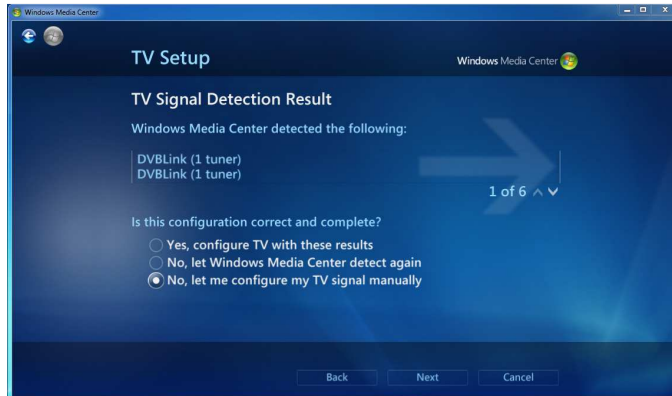 Windows Media Center
TV Setup
Windows Media Center
TV Signal Detection Result
Windows Media Center detected the following:
DVBLink (1 tuner)
DVBLink (1 tuner)
1 of 6
Is this configuration correct and complete?
Yes, configure TV with these results
No, let Windows Media Center detect again
No, let me configure my TV signal manually
Back Next Cancel